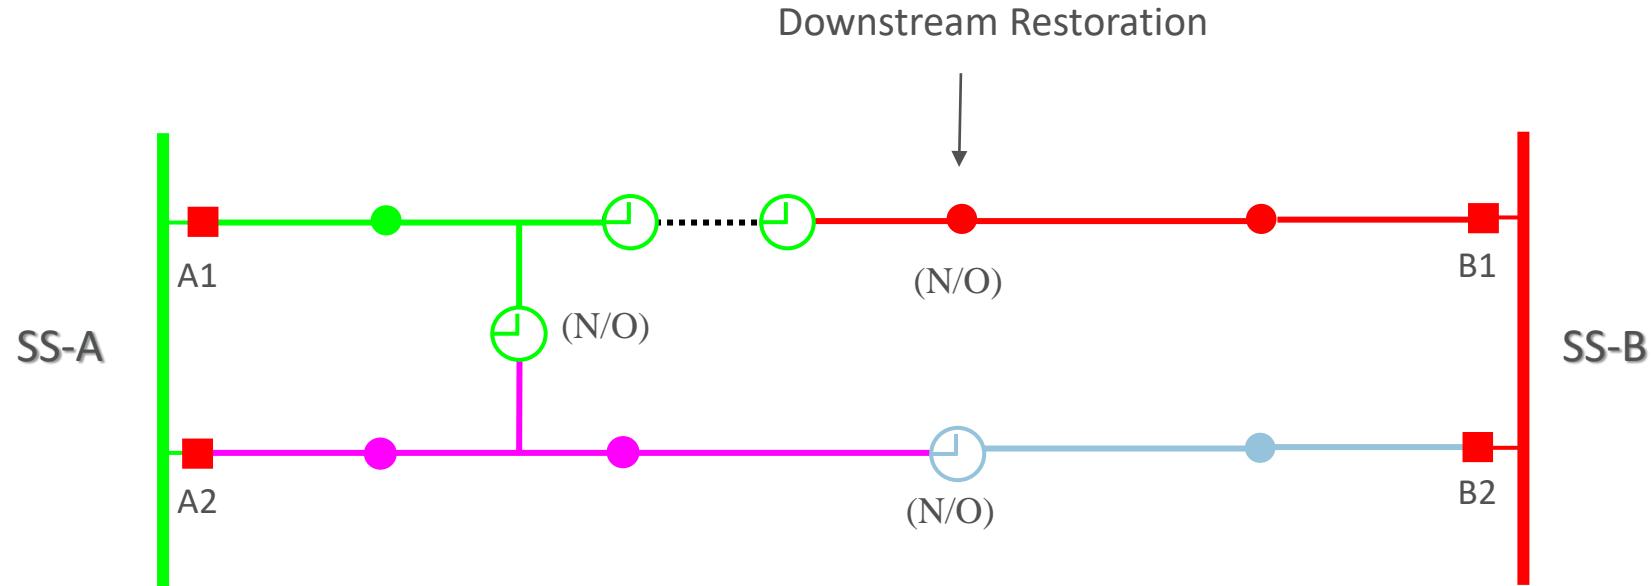 Downstream Restoration
A1
(N/O)
B1
(N/O)
SS-A
SS-B
A2
B2
(N/O)